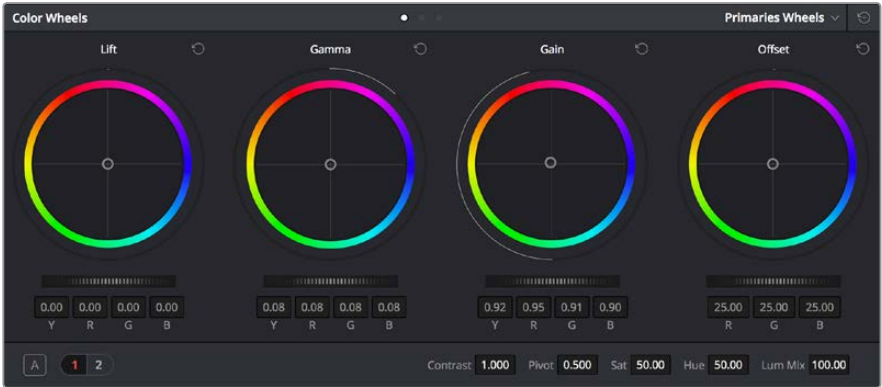 Color Wheels Primaries Wheels
Lift Gamma Gain Offset
0.00 0.00 0.00 0.00 0.08 0.08 0.08 0.08 0.92 0.95 0.91 0.90 25.00 25.00 25.00
Y R G B Y R G B Y R G B R G B
A 1 2 Contrast 1.000 Pivot 0.500 Sat 50.00 Hue 50.00 Lum Mix 100.00